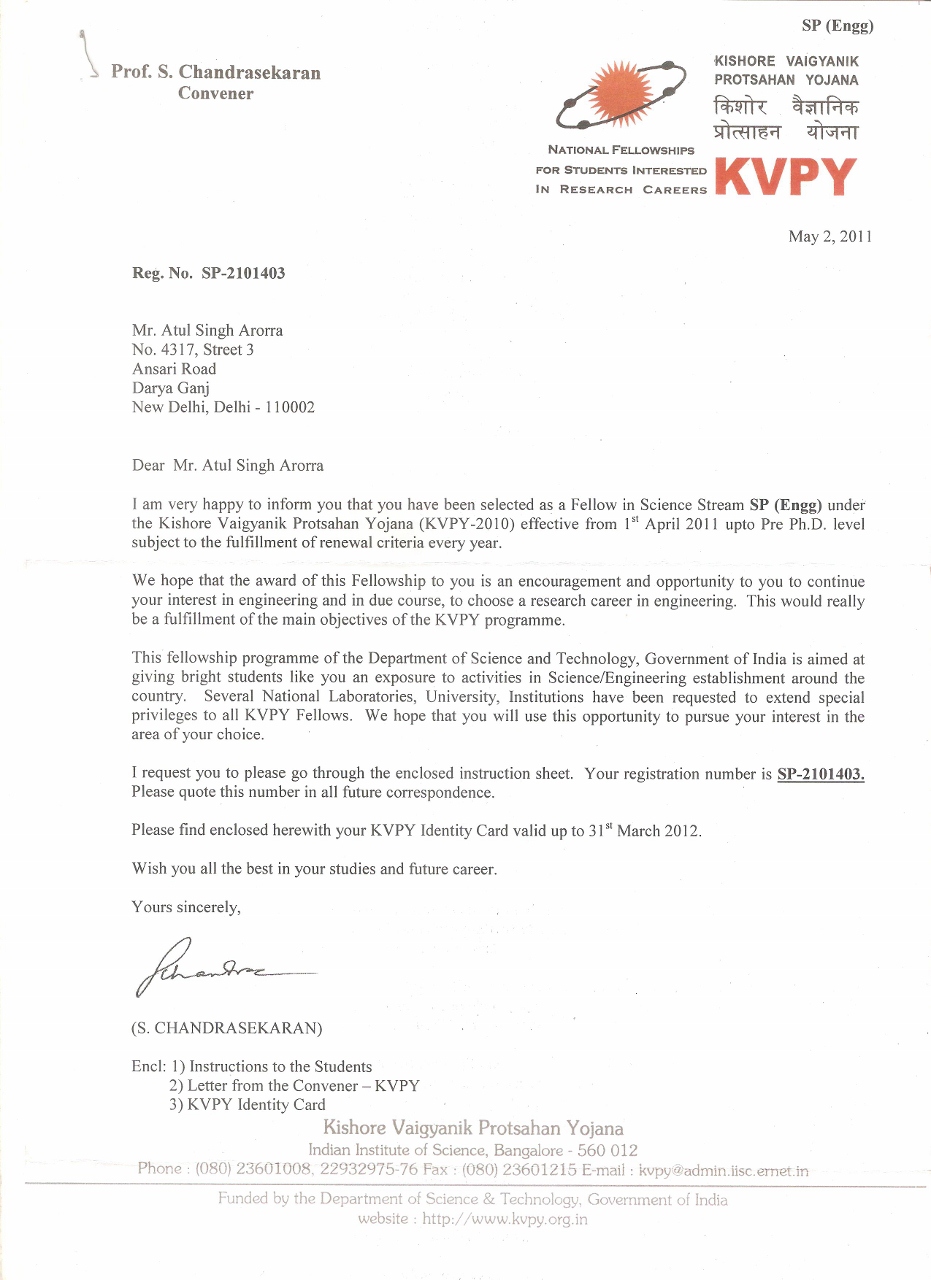 SP (Engg)
Prof. S. Chandrasekaran
Convener
KISHORE VAIGYANIK
PROTSAHAN YOJANA
किशोर वैज्ञानिक
प्रोत्साहन योजना
KVPY
NATIONAL FELLOWSHIPS
FOR STUDENTS INTERESTED
IN RESEARCH CAREERS
May 2, 2011
Reg. No. SP-2101403
Mr. Atul Singh Arorra
No. 4317, Street 3
Ansari Road
Darya Ganj
New Delhi, Delhi - 110002
Dear Mr. Atul Singh Arorra
I am very happy to inform you that you have been selected as a Fellow in Science Stream SP (Engg) under
the Kishore Vaigyanik Protsahan Yojana (KVPY-2010) effective from 1st April 2011 upto Pre Ph.D. level
subject to the fulfillment of renewal criteria every year.
We hope that the award of this Fellowship to you is an encouragement and opportunity to you to continue
your interest in engineering and in due course, to choose a research career in engineering. This would really
be a fulfillment of the main objectives of the KVPY programme.
This fellowship programme of the Department of Science and Technology, Government of India is aimed at
giving bright students like you an exposure to activities in Science/Engineering establishment around the
country. Several National Laboratories, University, Institutions have been requested to extend special
privileges to all KVPY Fellows. We hope that you will use this opportunity to pursue your interest in the
area of your choice.
I request you to please go through the enclosed instruction sheet. Your registration number is SP-2101403.
Please quote this number in all future correspondence.
Please find enclosed herewith your KVPY Identity Card valid up to 31st March 2012.
Wish you all the best in your studies and future career.
Yours sincerely,
(S. CHANDRASEKARAN)
Encl: 1) Instructions to the Students
2) Letter from the Convener – KVPY
3) KVPY Identity Card
Kishore Vaigyanik Protsahan Yojana
Indian Institute of Science, Bangalore - 560 012
Phone : (080) 23601008, 22932975-76 Fax : (080) 23601215 E-mail : kvpy@admin.iisc.ernet.in
Funded by the Department of Science & Technology, Government of India
website : http://www.kvpy.org.in